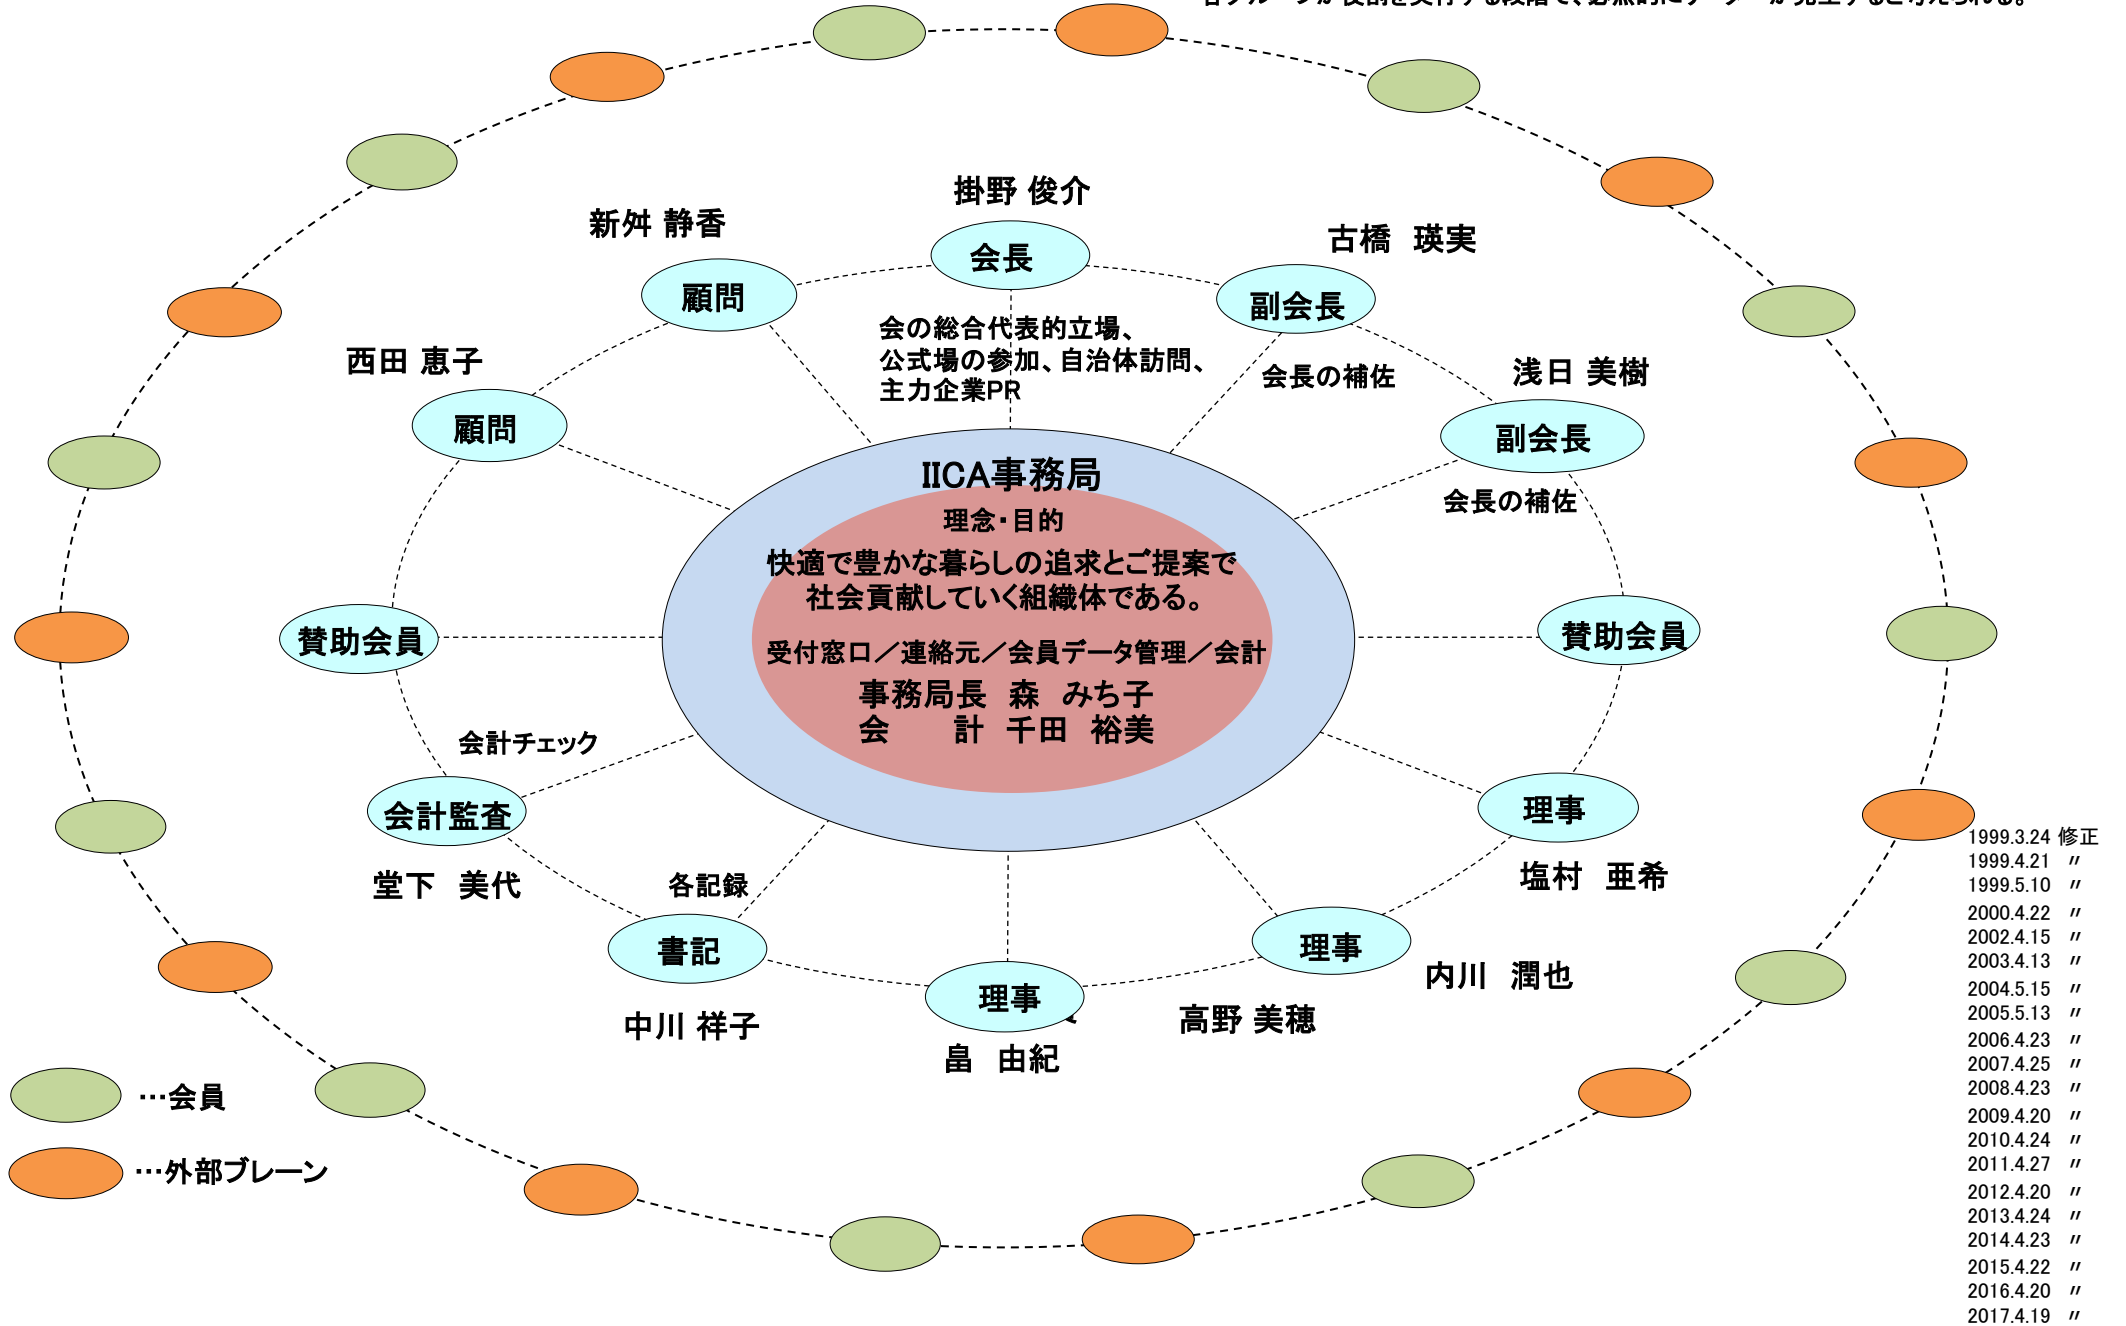 掛野 俊介
新舛 静香
古橋　瑛実
会長
顧問
副会長
会の総合代表的立場、
公式場の参加、自治体訪問、
主力企業PR
西田 恵子
会長の補佐
浅日 美樹
顧問
副会長
IICA事務局
会長の補佐
理念・目的
快適で豊かな暮らしの追求とご提案で
社会貢献していく組織体である。
賛助会員
賛助会員
受付窓口／連絡元／会員データ管理／会計
事務局長　森　みち子
会　　計　千田　裕美
会計チェック
会計監査
理事
堂下　美代
各記録
塩村　亜希
書記
理事
理事
内川　潤也
中川 祥子
高野 美穂
畠　由紀
…会員
…外部ブレーン
1999.3.24 修正
1999.4.21 〃
1999.5.10 〃
2000.4.22 〃
2002.4.15 〃
2003.4.13 〃
2004.5.15 〃
2005.5.13 〃
2006.4.23 〃
2007.4.25 〃
2008.4.23 〃
2009.4.20 〃
2010.4.24 〃
2011.4.27 〃
2012.4.20 〃
2013.4.24 〃
2014.4.23 〃
2015.4.22 〃
2016.4.20 〃
2017.4.19 〃